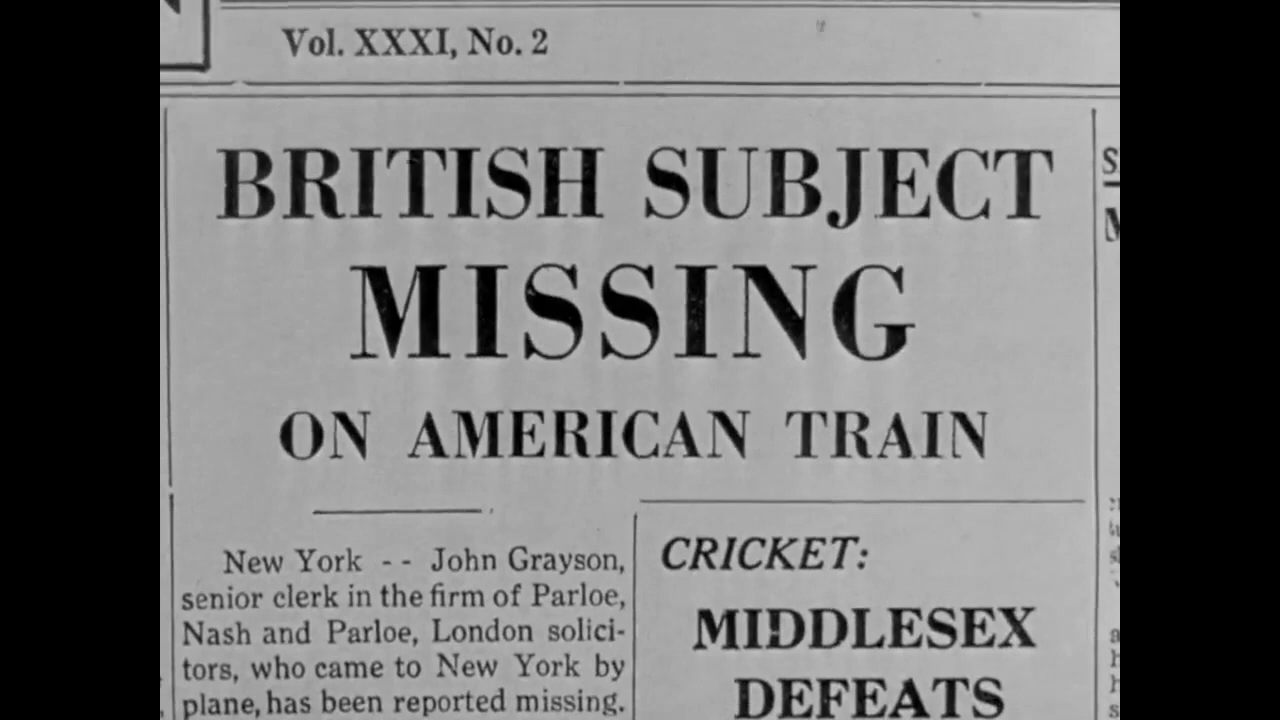 Vol. XXXI, No. 2
BRITISH SUBJECT
MISSING
ON AMERICAN TRAIN
New York -- John Grayson,
senior clerk in the firm of Parloe,
Nash and Parloe, London solici-
tors, who came to New York by
plane, has been reported missing.
CRICKET:
MIDDLESEX
DEFEATS